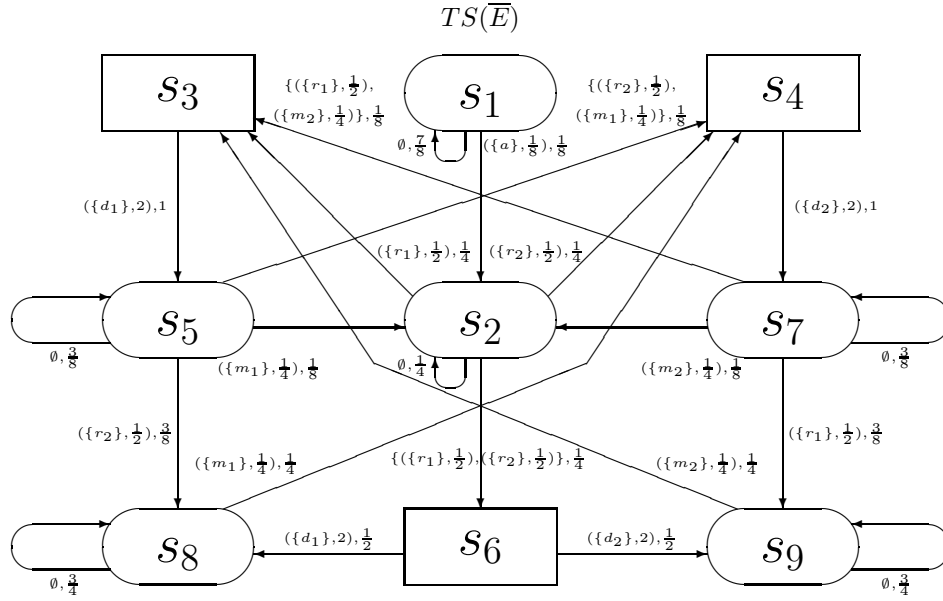 TS(E̅)
s₃
{({r₁},½),
({m₂},¼)},⅛
s₁
{({r₂},½),
({m₁},¼)},⅛
s₄
∅,⅞
({a},⅛),⅛
({d₁},2),1
({d₂},2),1
({r₁},½),¼
({r₂},½),¼
s₅
s₂
s₇
∅,⅜
({m₁},¼),⅛
∅,¼
({m₂},¼),⅛
∅,⅜
({r₂},½),⅜
({r₁},½),⅜
({m₁},¼),¼
{({r₁},½),({r₂},½)},¼
({m₂},¼),¼
s₈
({d₁},2),½
s₆
({d₂},2),½
s₉
∅,¾
∅,¾